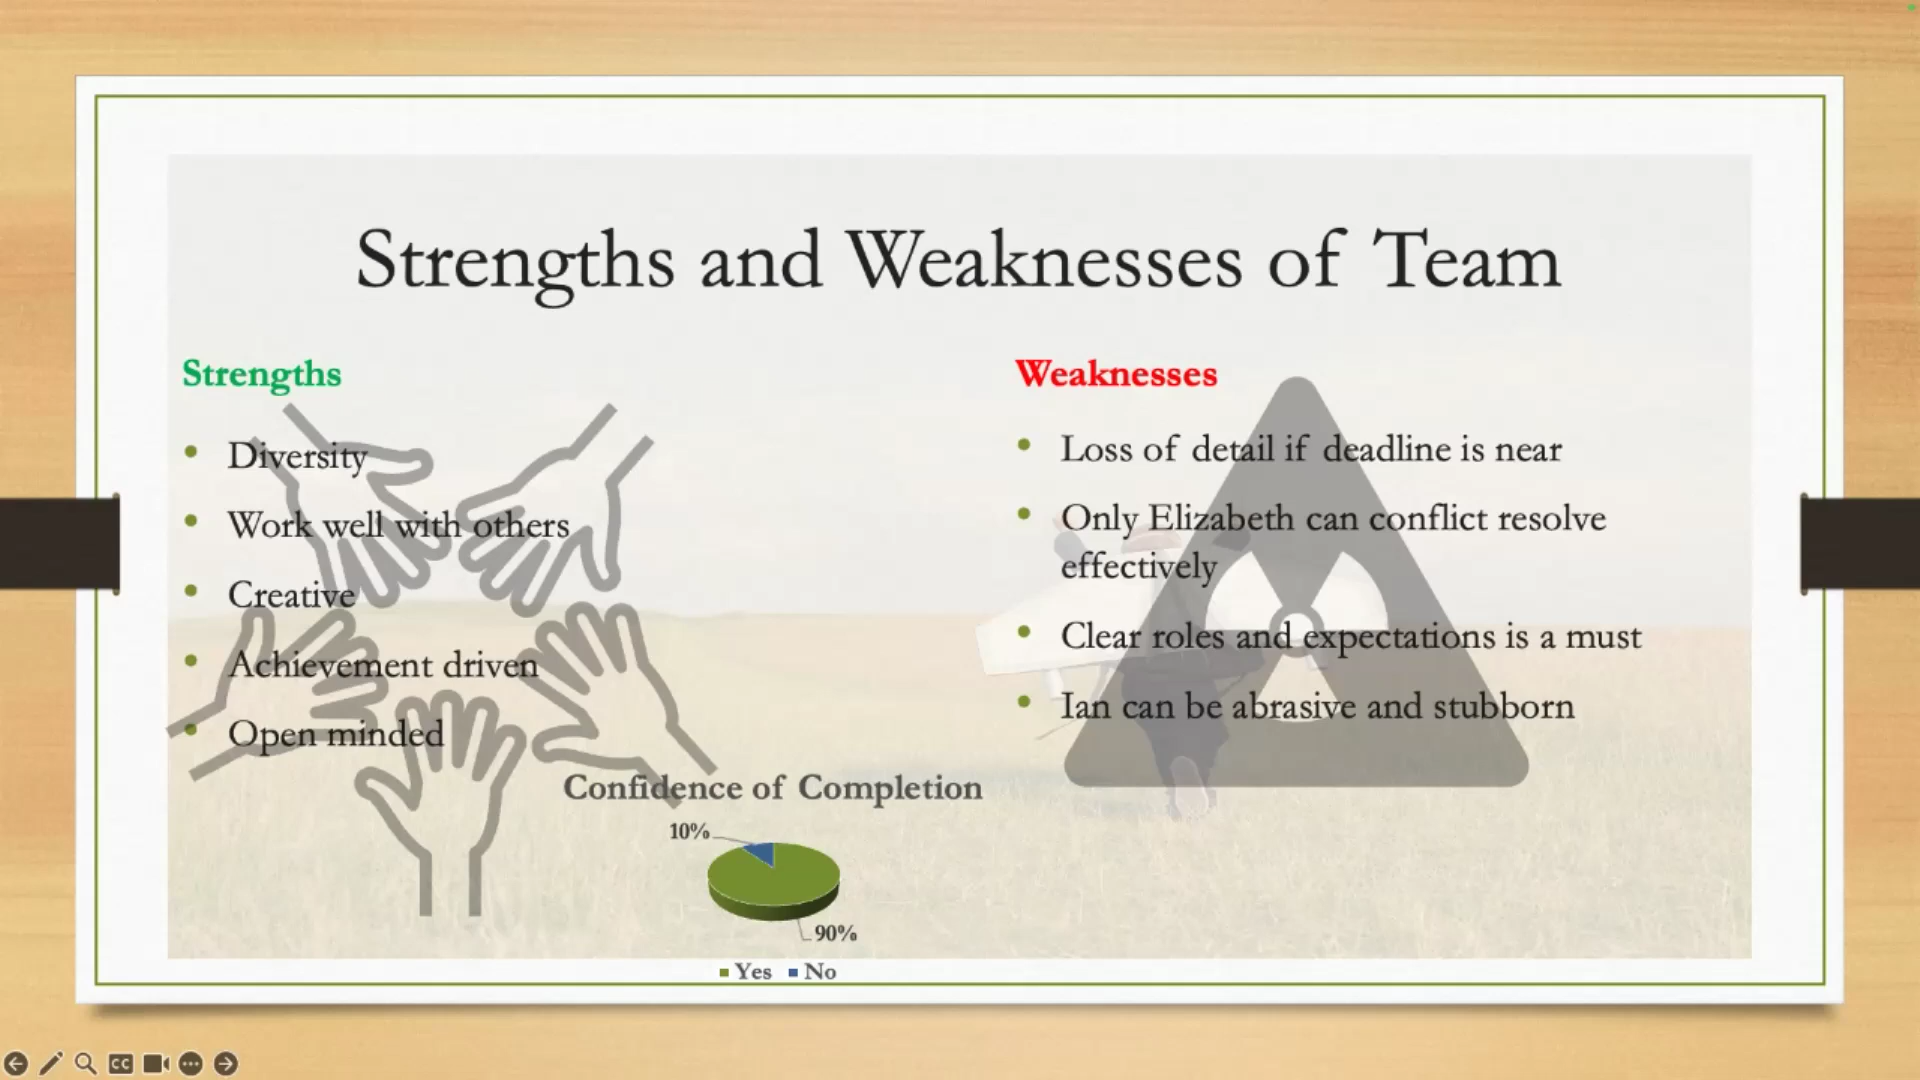 Strengths and Weaknesses of Team
Strengths
• Diversity
• Work well with others
• Creative
• Achievement driven
• Open minded
Weaknesses
• Loss of detail if deadline is near
• Only Elizabeth can conflict resolve
effectively
• Clear roles and expectations is a must
• Ian can be abrasive and stubborn
Confidence of Completion
10%
90%
Yes No
CC